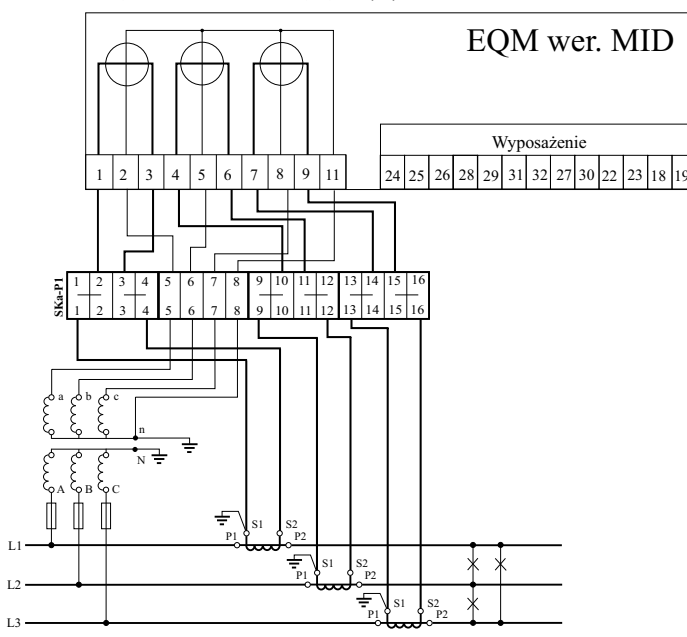 EQM wer. MID
Wyposażenie
1 2 3 4 5 6 7 8 9 11
24 25 26 28 29 31 32 27 30 22 23 18 19
SKa-P1
1 2 3 4 5 6 7 8 9 10 11 12 13 14 15 16
1 2 3 4 5 6 7 8 9 10 11 12 13 14 15 16
a b c
n
N
A B C
S1 S2
L1 P1 P2
S1 S2
L2 P1 P2
S1 S2
L3 P1 P2